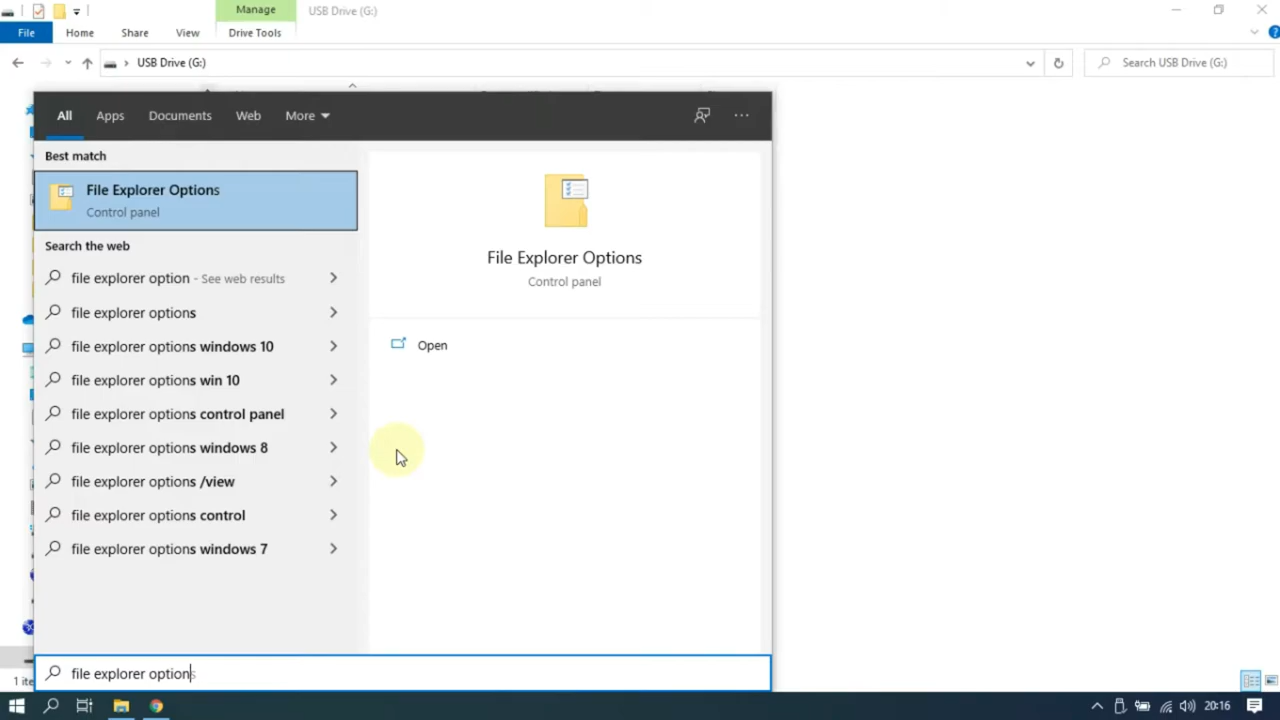 Manage
USB Drive (G:)
File
Home
Share
View
Drive Tools
USB Drive (G:)
Search USB Drive (G:)
All
Apps
Documents
Web
More
Best match
File Explorer Options
Control panel
Search the web
file explorer option - See web results
file explorer options
file explorer options windows 10
file explorer options win 10
file explorer options control panel
file explorer options windows 8
file explorer options /view
file explorer options control
file explorer options windows 7
File Explorer Options
Control panel
Open
file explorer options
20:16